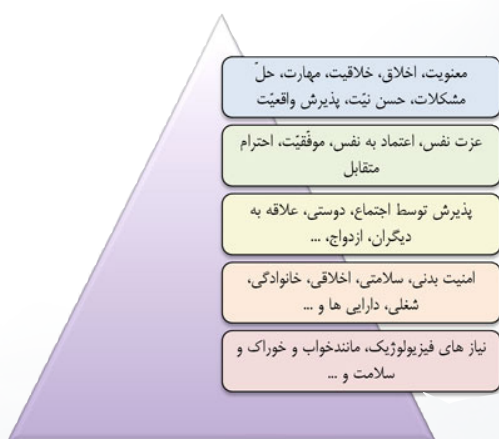 معنویت، اخلاق، خلاقیت، مهارت، حلّ
مشکلات، حسن نیّت، پذیرش واقعیّت
عزت نفس، اعتماد به نفس، موفّقیّت، احترام
متقابل
پذیرش توسط اجتماع، دوستی، علاقه به
دیگران، ازدواج، ...
امنیت بدنی، سلامتی، اخلاقی، خانوادگی،
شغلی، دارایی ها و ...
نیاز های فیزیولوژیک، مانندخواب و خوراک و
سلامت و ...